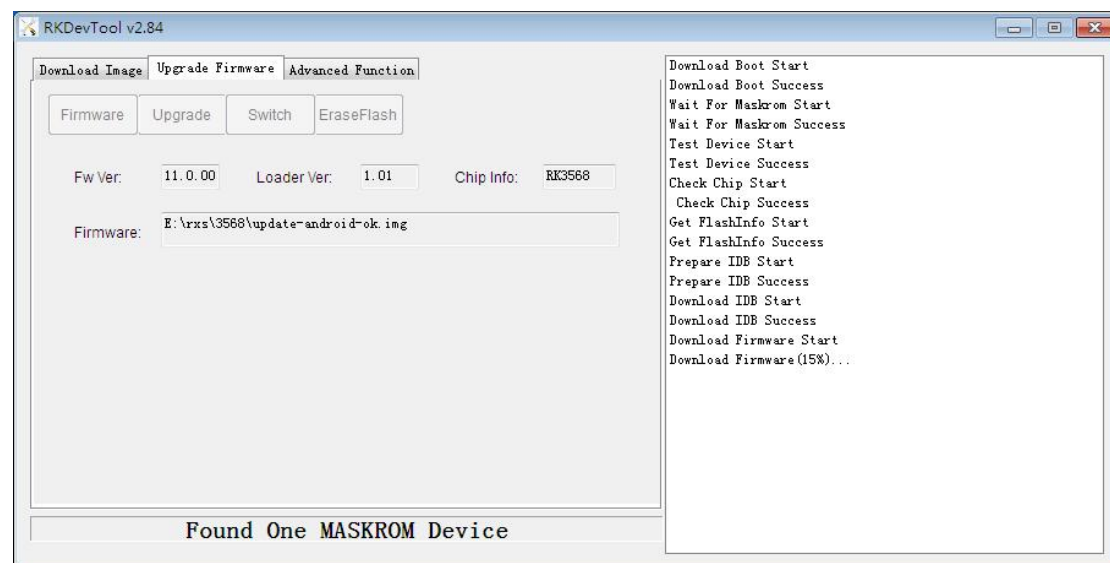 RKDevTool v2.84
Download Image Upgrade Firmware Advanced Function
Firmware Upgrade Switch EraseFlash
Fw Ver: 11.0.00 Loader Ver: 1.01 Chip Info: RK3568
Firmware: E:\rxs\3568\update-android-ok.img
Found One MASKROM Device
Download Boot Start
Download Boot Success
Wait For Maskrom Start
Wait For Maskrom Success
Test Device Start
Test Device Success
Check Chip Start
Check Chip Success
Get FlashInfo Start
Get FlashInfo Success
Prepare IDB Start
Prepare IDB Success
Download IDB Start
Download IDB Success
Download Firmware Start
Download Firmware(15%)...